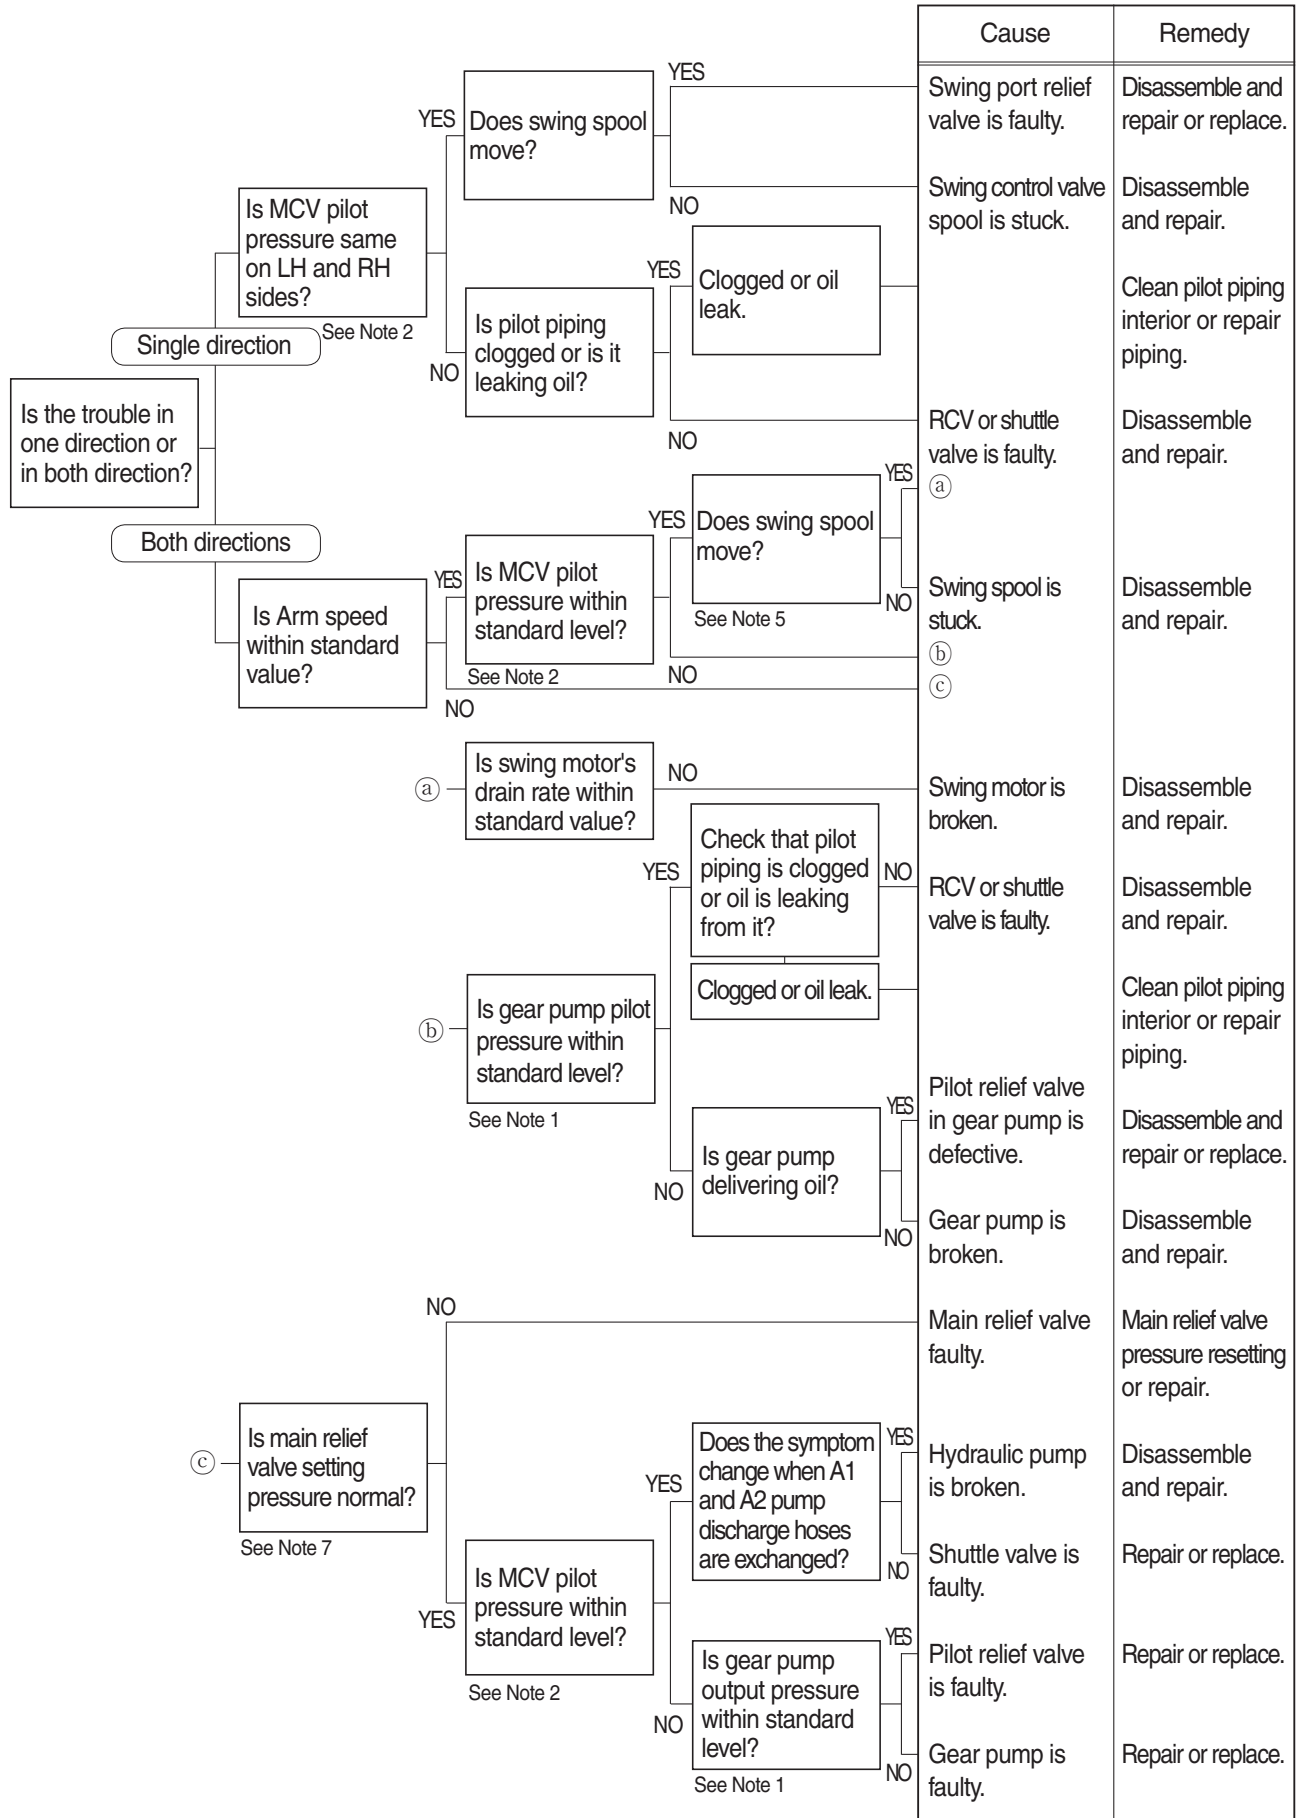 Cause
Remedy
YES
Swing port relief
valve is faulty.
Disassemble and
repair or replace.
YES
Does swing spool
move?
NO
Swing control valve
spool is stuck.
Disassemble
and repair.
Is MCV pilot
pressure same
on LH and RH
sides?
See Note 2
YES
Clogged or oil
leak.
Clean pilot piping
interior or repair
piping.
Single direction
NO
Is pilot piping
clogged or is it
leaking oil?
NO
RCV or shuttle
valve is faulty.
Disassemble
and repair.
Is the trouble in
one direction or
in both direction?
Both directions
YES
ⓐ
YES
Does swing spool
move?
See Note 5
NO
Swing spool is
stuck.
Disassemble
and repair.
YES
Is MCV pilot
pressure within
standard level?
See Note 2
NO
ⓑ
Is Arm speed
within standard
value?
NO
ⓒ
ⓐ
Is swing motor's
drain rate within
standard value?
NO
Swing motor is
broken.
Disassemble
and repair.
YES
Check that pilot
piping is clogged
or oil is leaking
from it?
NO
RCV or shuttle
valve is faulty.
Disassemble
and repair.
Clogged or oil leak.
Clean pilot piping
interior or repair
piping.
ⓑ
Is gear pump pilot
pressure within
standard level?
See Note 1
YES
Pilot relief valve
in gear pump is
defective.
Disassemble and
repair or replace.
NO
Is gear pump
delivering oil?
NO
Gear pump is
broken.
Disassemble
and repair.
NO
Main relief valve
faulty.
Main relief valve
pressure resetting
or repair.
ⓒ
Is main relief
valve setting
pressure normal?
See Note 7
YES
Does the symptom
change when A1
and A2 pump
discharge hoses
are exchanged?
YES
Hydraulic pump
is broken.
Disassemble
and repair.
NO
Shuttle valve is
faulty.
Repair or replace.
YES
Is MCV pilot
pressure within
standard level?
See Note 2
YES
Pilot relief valve
is faulty.
Repair or replace.
NO
Is gear pump
output pressure
within standard
level?
See Note 1
NO
Gear pump is
faulty.
Repair or replace.